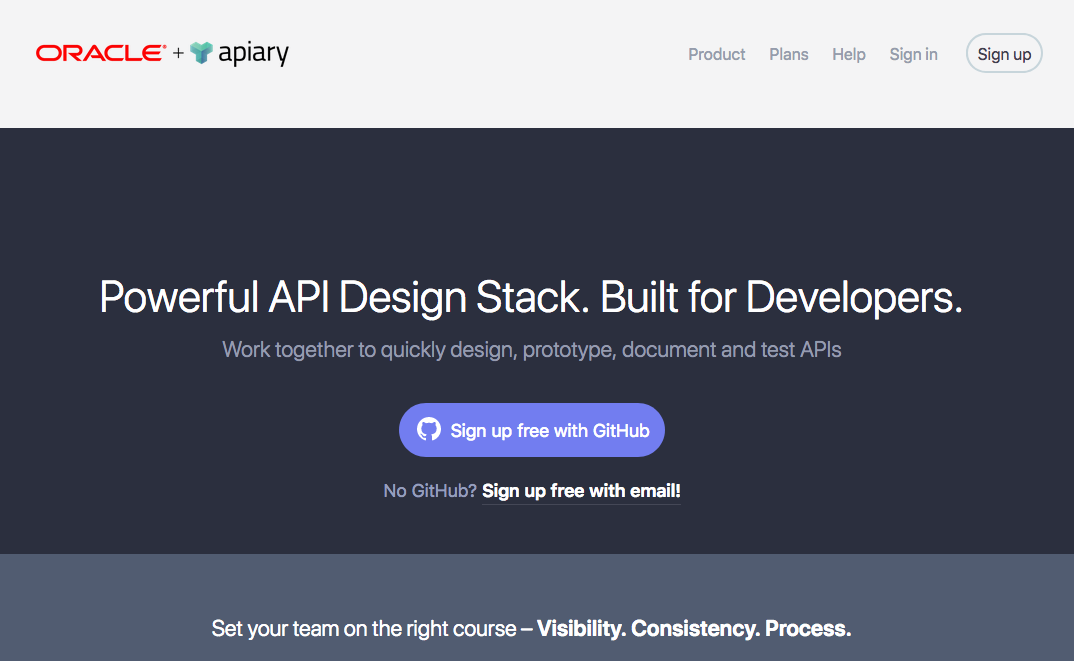 ORACLE® + apiary
Product Plans Help Sign in Sign up
Powerful API Design Stack. Built for Developers.
Work together to quickly design, prototype, document and test APIs
Sign up free with GitHub
No GitHub? Sign up free with email!
Set your team on the right course – Visibility. Consistency. Process.